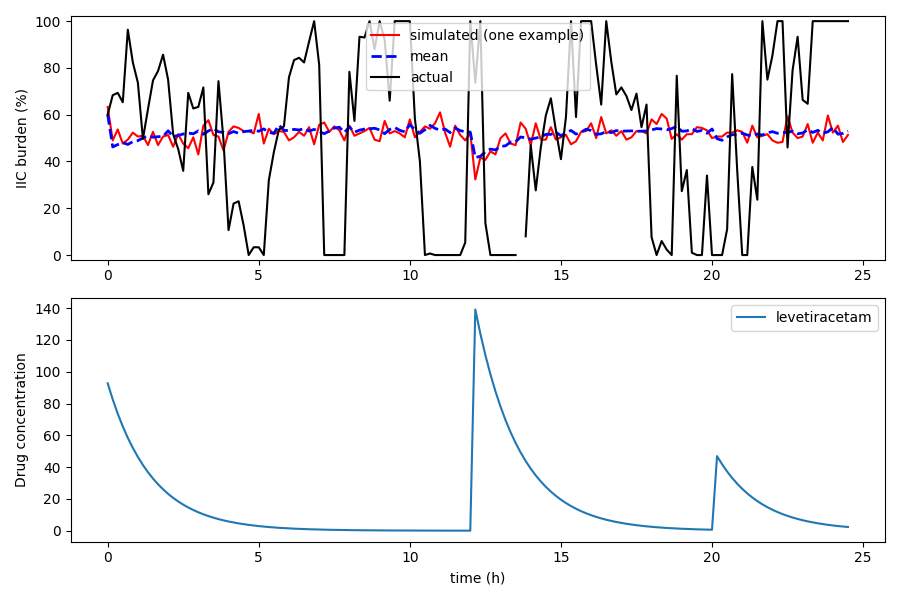 100
80
60
40
20
0
IIC burden (%)
simulated (one example)
mean
actual
0 5 10 15 20 25
140
120
100
80
60
40
20
0
Drug concentration
levetiracetam
0 5 10 15 20 25
time (h)